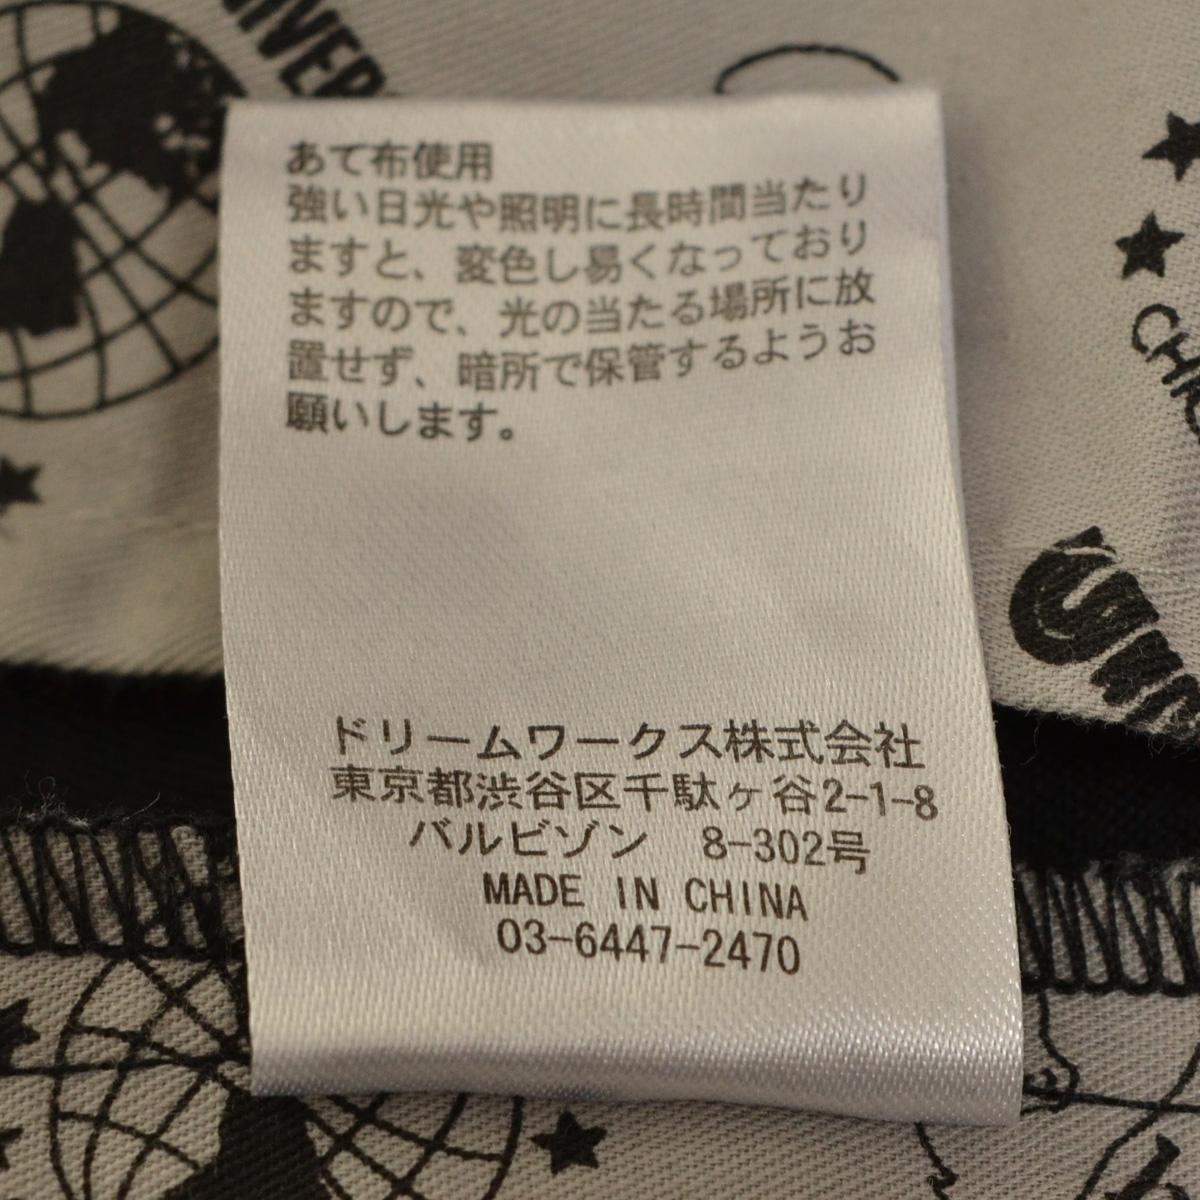 IVER
CHIC
あて布使用
強い日光や照明に長時間当たり
ますと、変色し易くなっており
ますので、光の当たる場所に放
置せず、暗所で保管するようお
願いします。
ドリームワークス株式会社
東京都渋谷区千駄ヶ谷2-1-8
バルビゾン 8-302号
MADE IN CHINA
03-6447-2470